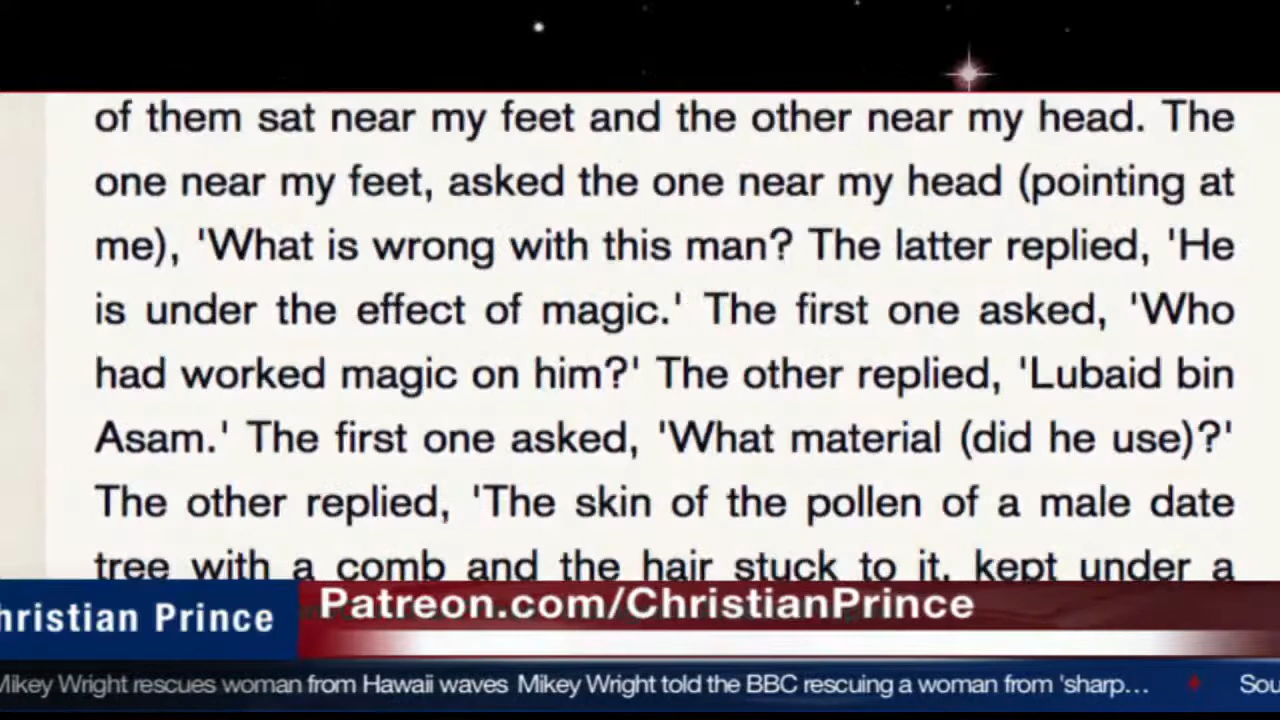 of them sat near my feet and the other near my head. The
one near my feet, asked the one near my head (pointing at
me), 'What is wrong with this man? The latter replied, 'He
is under the effect of magic.' The first one asked, 'Who
had worked magic on him?' The other replied, 'Lubaid bin
Asam.' The first one asked, 'What material (did he use)?'
The other replied, 'The skin of the pollen of a male date
tree with a comb and the hair stuck to it, kept under a
hristian Prince
Patreon.com/ChristianPrince
Mikey Wright rescues woman from Hawaii waves Mikey Wright told the BBC rescuing a woman from 'sharp... Sou